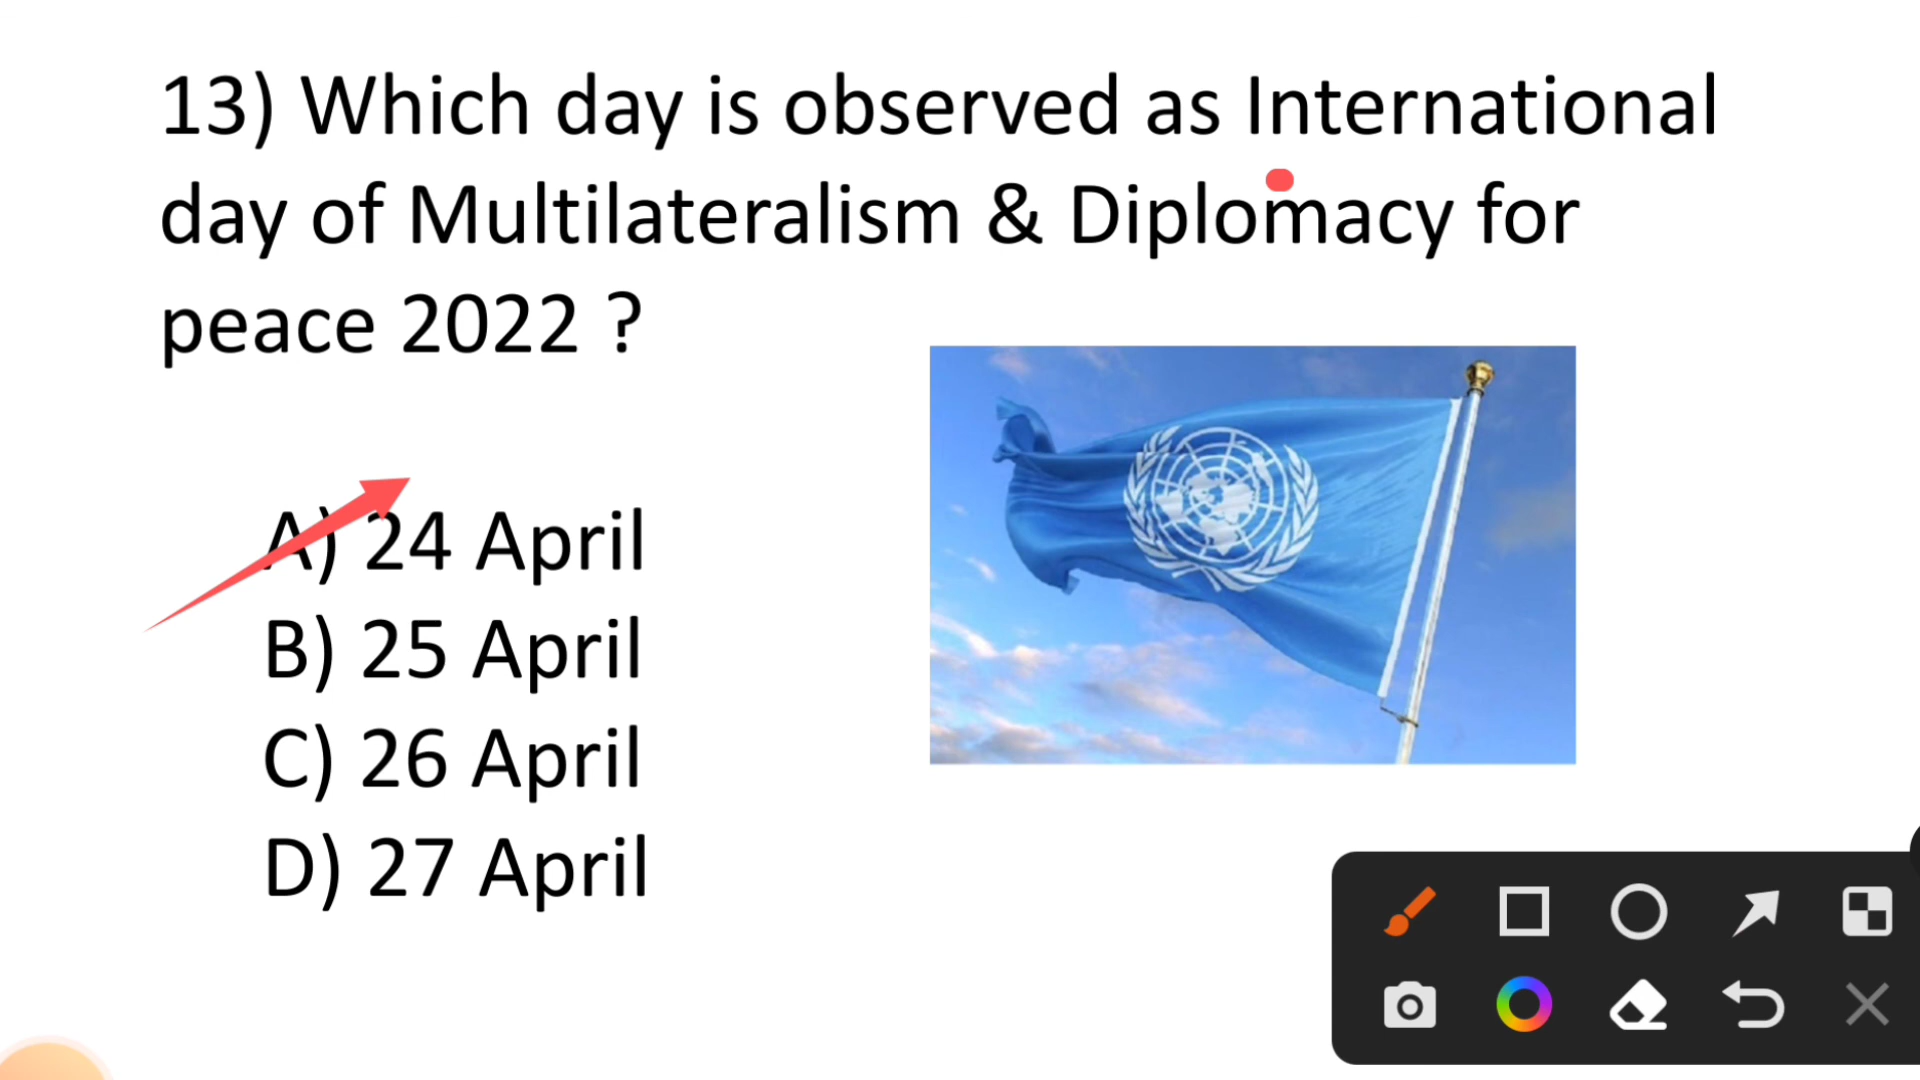 13) Which day is observed as International
day of Multilateralism & Diplomacy for
peace 2022 ?
A) 24 April
B) 25 April
C) 26 April
D) 27 April